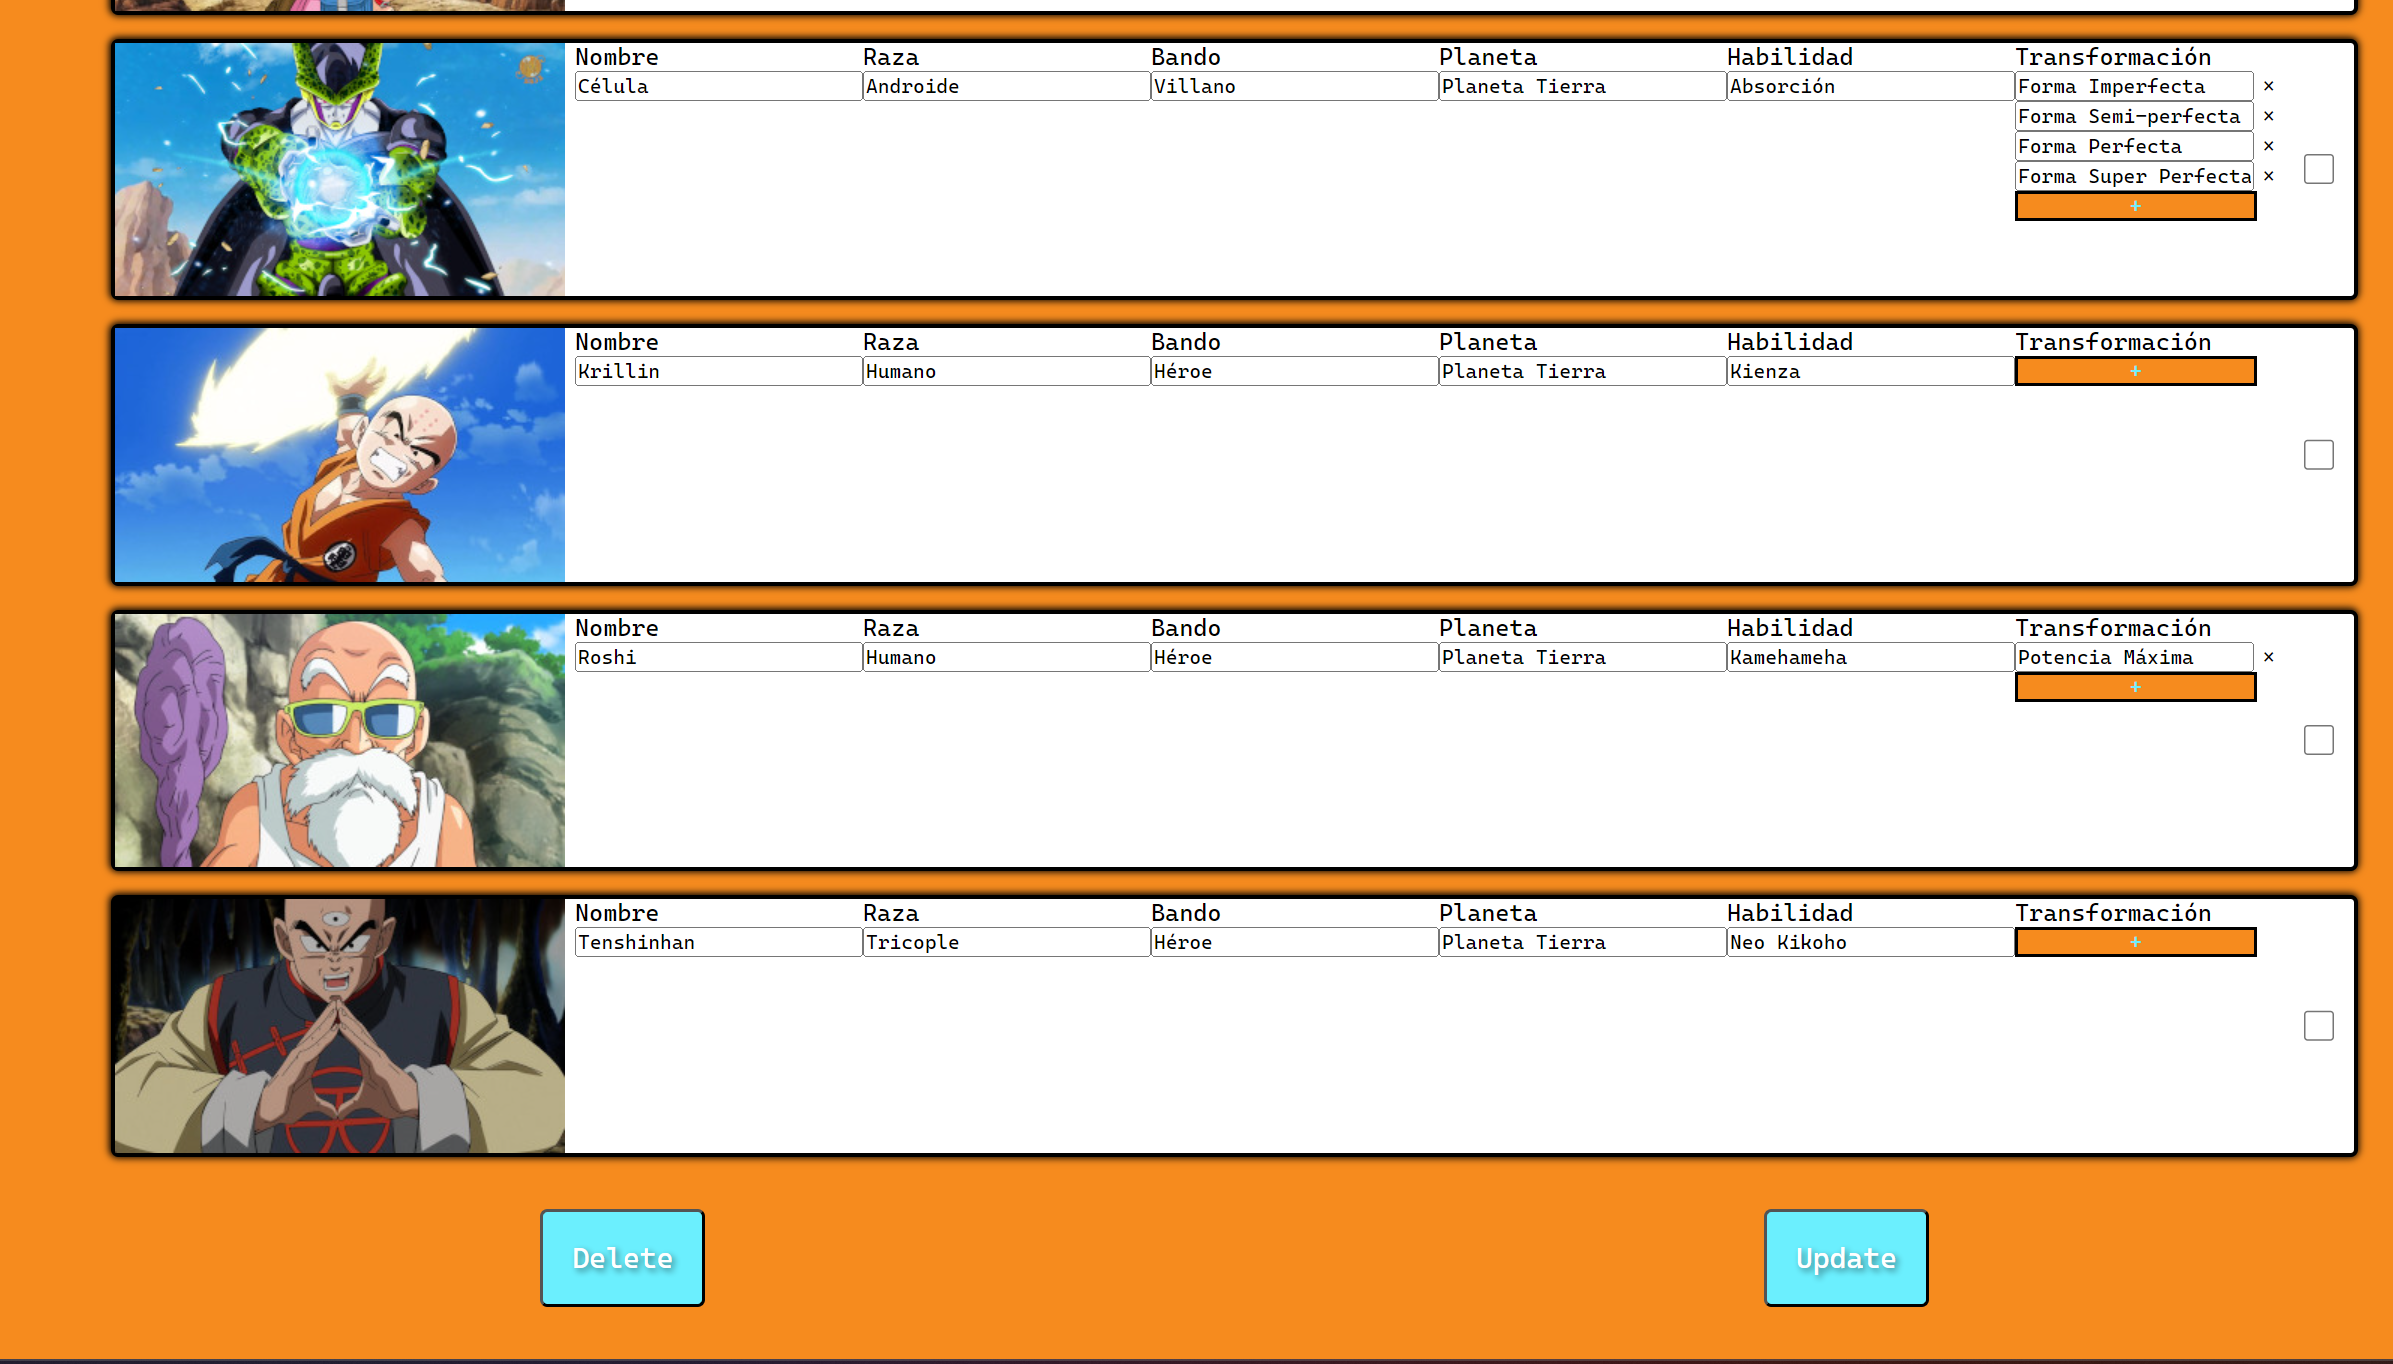 Nombre Raza Bando Planeta Habilidad Transformación
Célula Androide Villano Planeta Tierra Absorción Forma Imperfecta ×
Forma Semi-perfecta ×
Forma Perfecta ×
Forma Super Perfecta ×
+
Nombre Raza Bando Planeta Habilidad Transformación
Krillin Humano Héroe Planeta Tierra Kienza +
Nombre Raza Bando Planeta Habilidad Transformación
Roshi Humano Héroe Planeta Tierra Kamehameha Potencia Máxima ×
+
Nombre Raza Bando Planeta Habilidad Transformación
Tenshinhan Tricople Héroe Planeta Tierra Neo Kikoho +
Delete Update